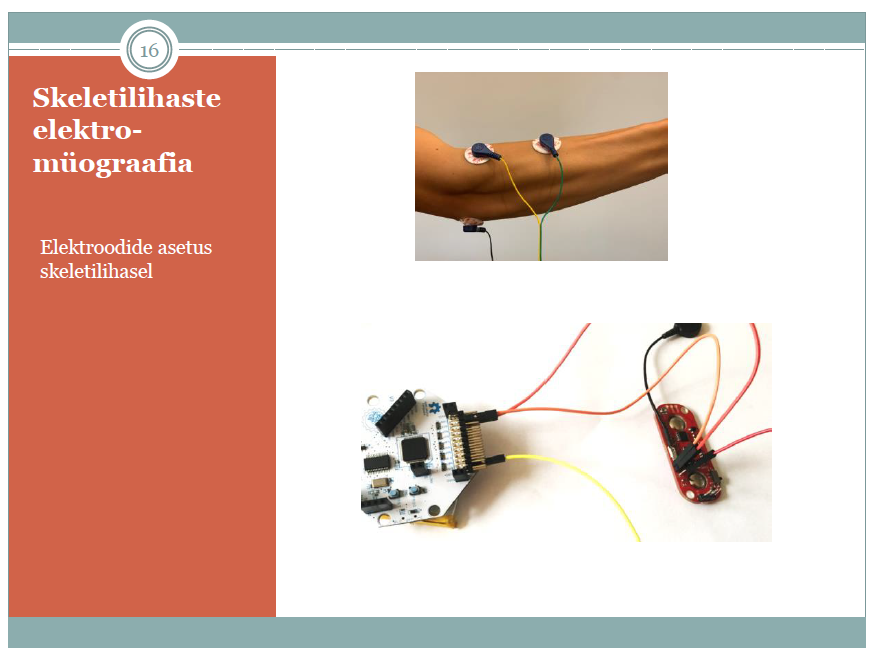 16
Skeletilihaste
elektro-
müograafia
Elektroodide asetus
skeletilihasel